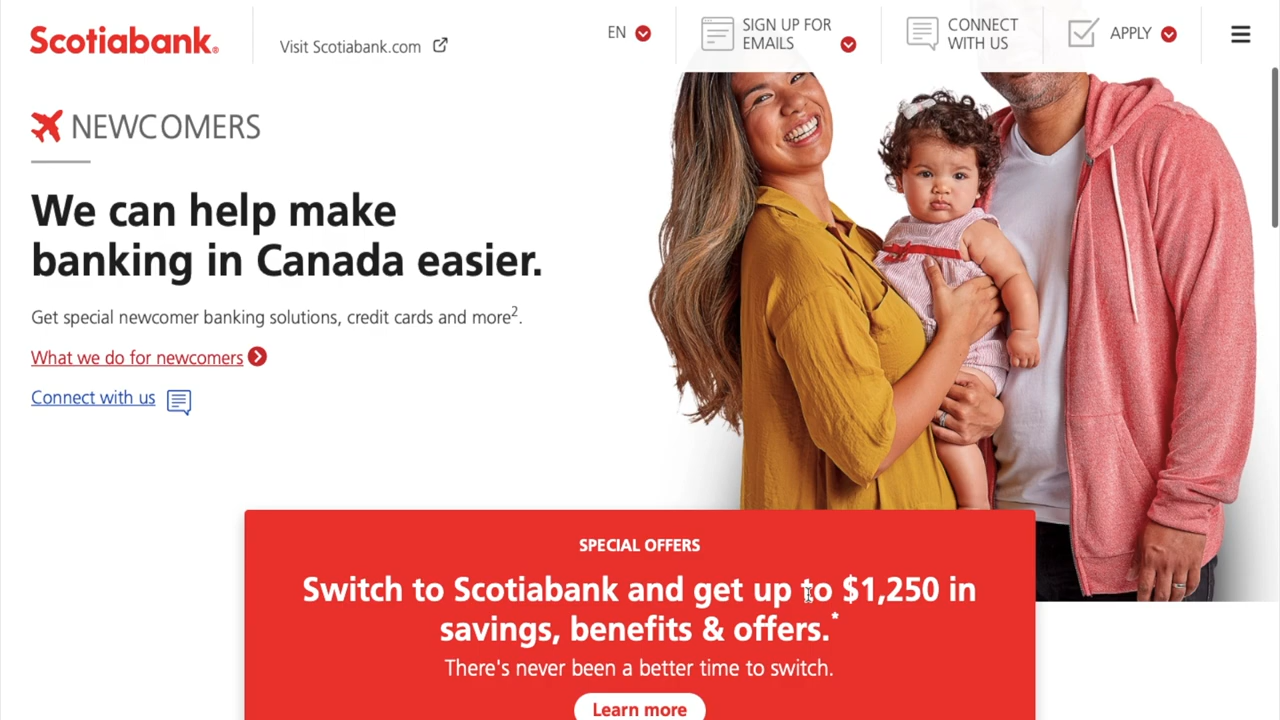 Scotiabank®
Visit Scotiabank.com
EN
SIGN UP FOR
EMAILS
CONNECT
WITH US
APPLY
NEWCOMERS
We can help make
banking in Canada easier.
Get special newcomer banking solutions, credit cards and more².
What we do for newcomers
Connect with us
SPECIAL OFFERS
Switch to Scotiabank and get up to $1,250 in
savings, benefits & offers.*
There's never been a better time to switch.
Learn more